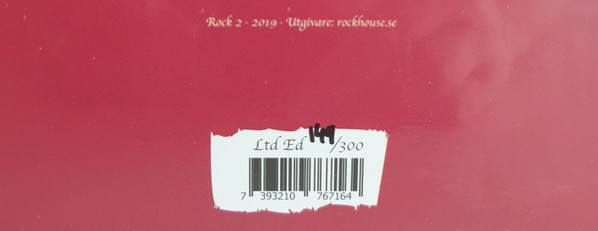 Rock 2 · 2019 · Utgivare: rockhouse.se
Ltd Ed 149/300
7 393210 767164